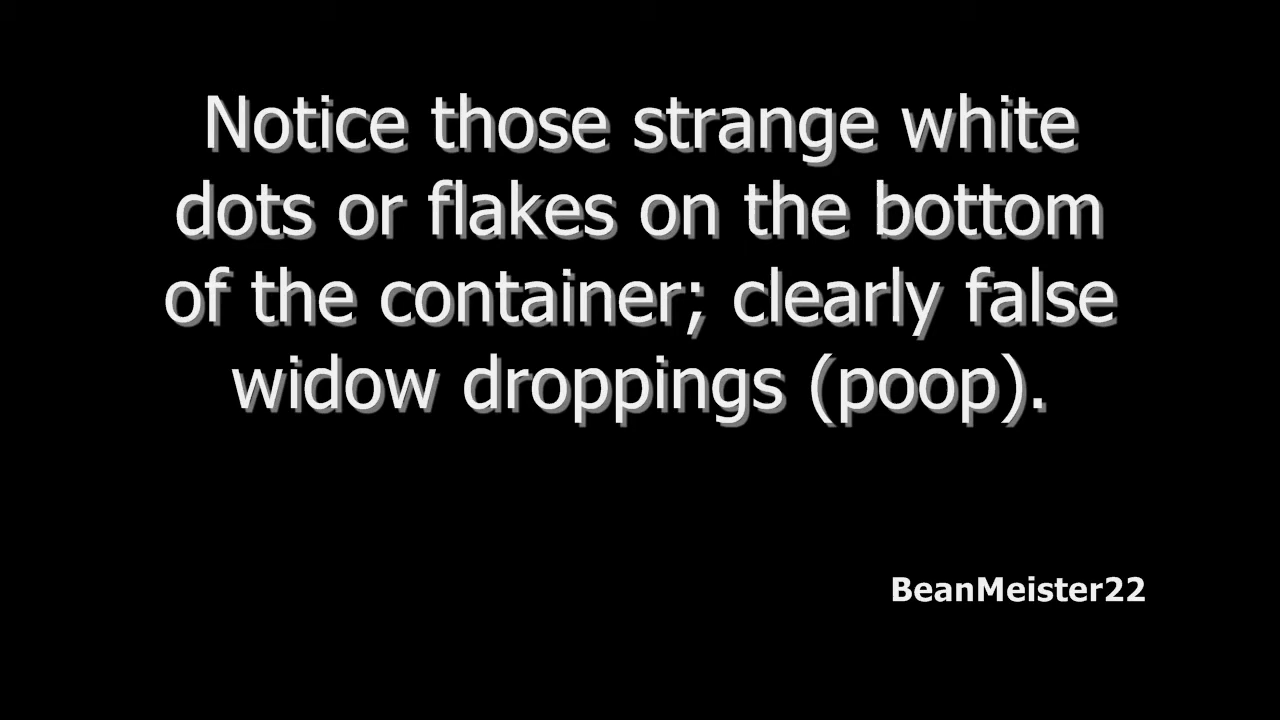 Notice those strange white
dots or flakes on the bottom
of the container; clearly false
widow droppings (poop).
BeanMeister22